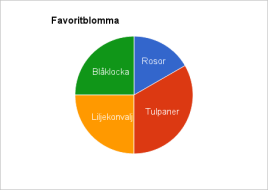 Favoritblomma
Blåklocka
Rosor
Liljekonvalj
Tulpaner